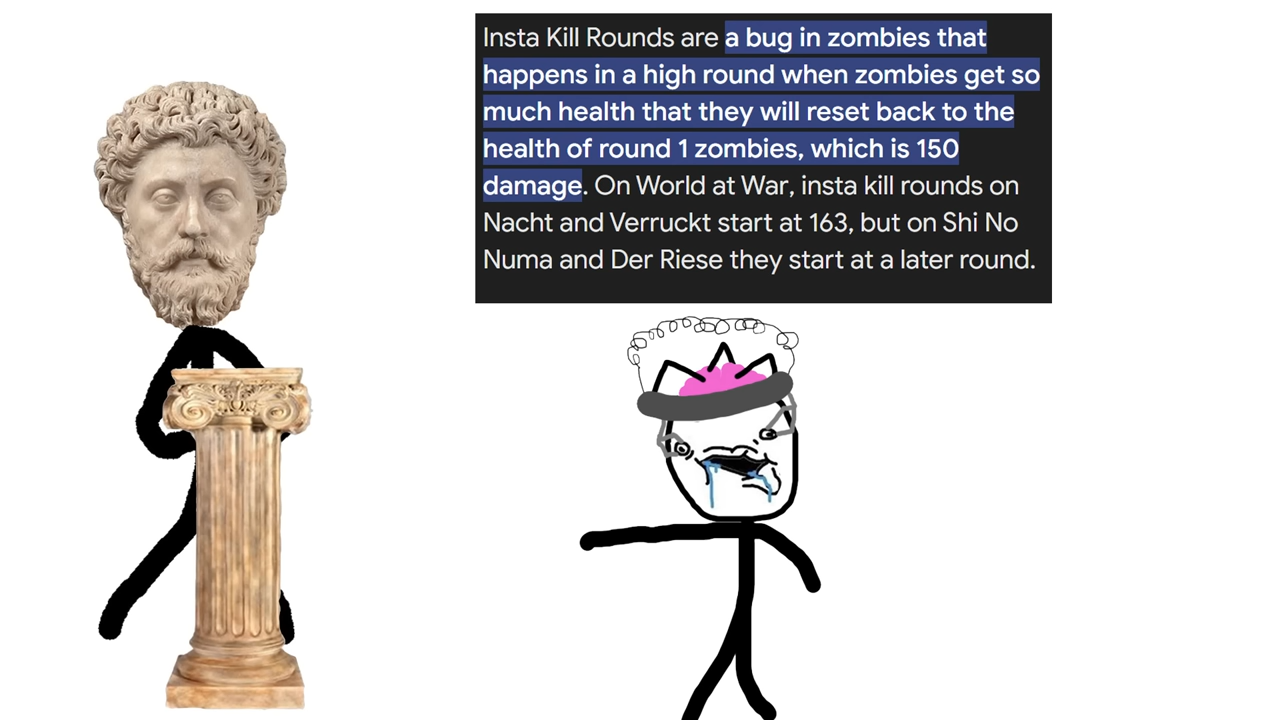 Insta Kill Rounds are a bug in zombies that
happens in a high round when zombies get so
much health that they will reset back to the
health of round 1 zombies, which is 150
damage. On World at War, insta kill rounds on
Nacht and Verruckt start at 163, but on Shi No
Numa and Der Riese they start at a later round.